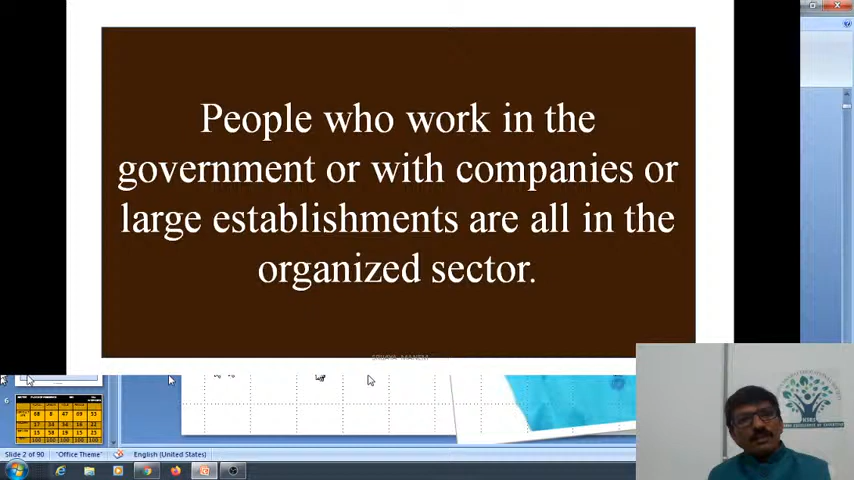 People who work in the
government or with companies or
large establishments are all in the
organized sector.
6
Slide 2 of 90
"Office Theme"
English (United States)